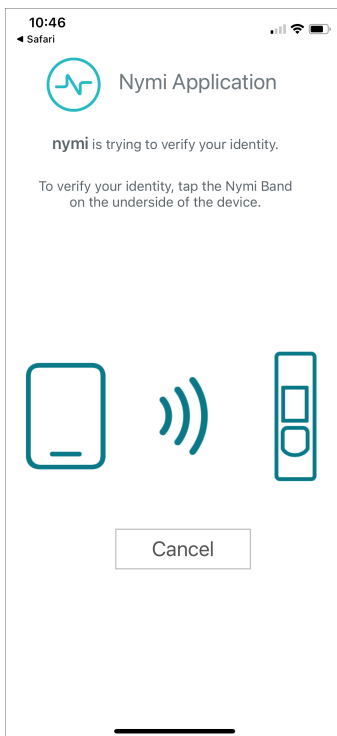 10:46
◀ Safari
Nymi Application
nymi is trying to verify your identity.
To verify your identity, tap the Nymi Band
on the underside of the device.
Cancel